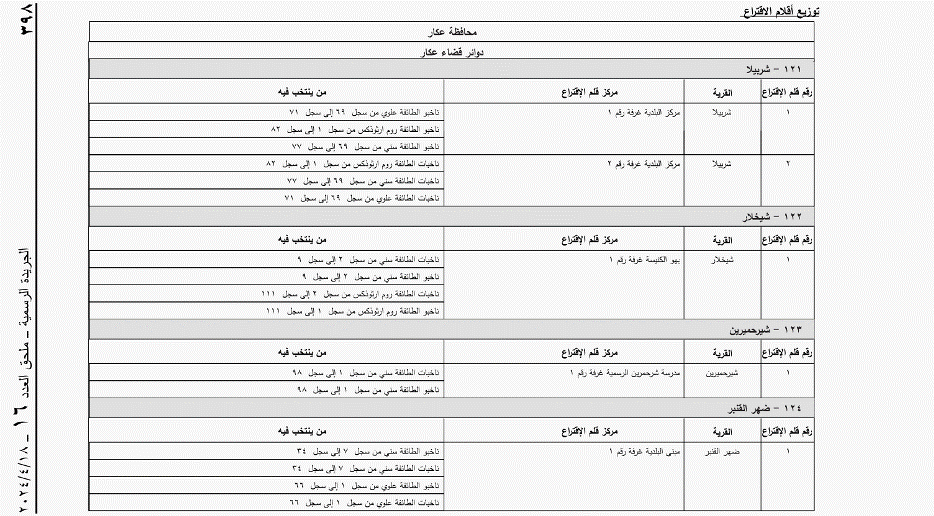 توزيع أقلام الاقتراع
محافظة عكار
دوائر قضاء عكار
١٢١ - شربيلا
رقم قلم الإقتراع القرية مركز قلم الإقتراع من ينتخب فيه
١ شربيلا مركز البلدية غرفة رقم ١ ناخبو الطائفة علوي من سجل ٦٩ إلى سجل ٧١
ناخبو الطائفة روم ارثوذكس من سجل ١ إلى سجل ٨٢
ناخبو الطائفة سني من سجل ٦٩ إلى سجل ٧٧
٢ شربيلا مركز البلدية غرفة رقم ٢ ناخبات الطائفة روم ارثوذكس من سجل ١ إلى سجل ٨٢
ناخبات الطائفة سني من سجل ٦٩ إلى سجل ٧٧
ناخبات الطائفة علوي من سجل ٦٩ إلى سجل ٧١
١٢٢ - شيخلار
رقم قلم الإقتراع القرية مركز قلم الإقتراع من ينتخب فيه
١ شيخلار بهو الكنيسة غرفة رقم ١ ناخبات الطائفة سني من سجل ٢ إلى سجل ٩
ناخبو الطائفة سني من سجل ٢ إلى سجل ٩
ناخبات الطائفة روم ارثوذكس من سجل ٢ إلى سجل ١١١
ناخبو الطائفة روم ارثوذكس من سجل ١ إلى سجل ١١١
١٢٣ - شيرحميرين
رقم قلم الإقتراع القرية مركز قلم الإقتراع من ينتخب فيه
١ شيرحميرين مدرسة شرحميرين الرسمية غرفة رقم ١ ناخبات الطائفة سني من سجل ١ إلى سجل ٩٨
ناخبو الطائفة سني من سجل ١ إلى سجل ٩٨
١٢٤ - ضهر القنبر
رقم قلم الإقتراع القرية مركز قلم الإقتراع من ينتخب فيه
١ ضهر القنبر مبنى البلدية غرفة رقم ١ ناخبو الطائفة سني من سجل ٧ إلى سجل ٣٤
ناخبات الطائفة سني من سجل ٧ إلى سجل ٣٤
ناخبو الطائفة علوي من سجل ١ إلى سجل ٦٦
ناخبات الطائفة علوي من سجل ١ إلى سجل ٦٦
٣٩٨
الجريدة الرسمية – ملحق العدد ١٦ – ٢٠٢٤/٤/١٨